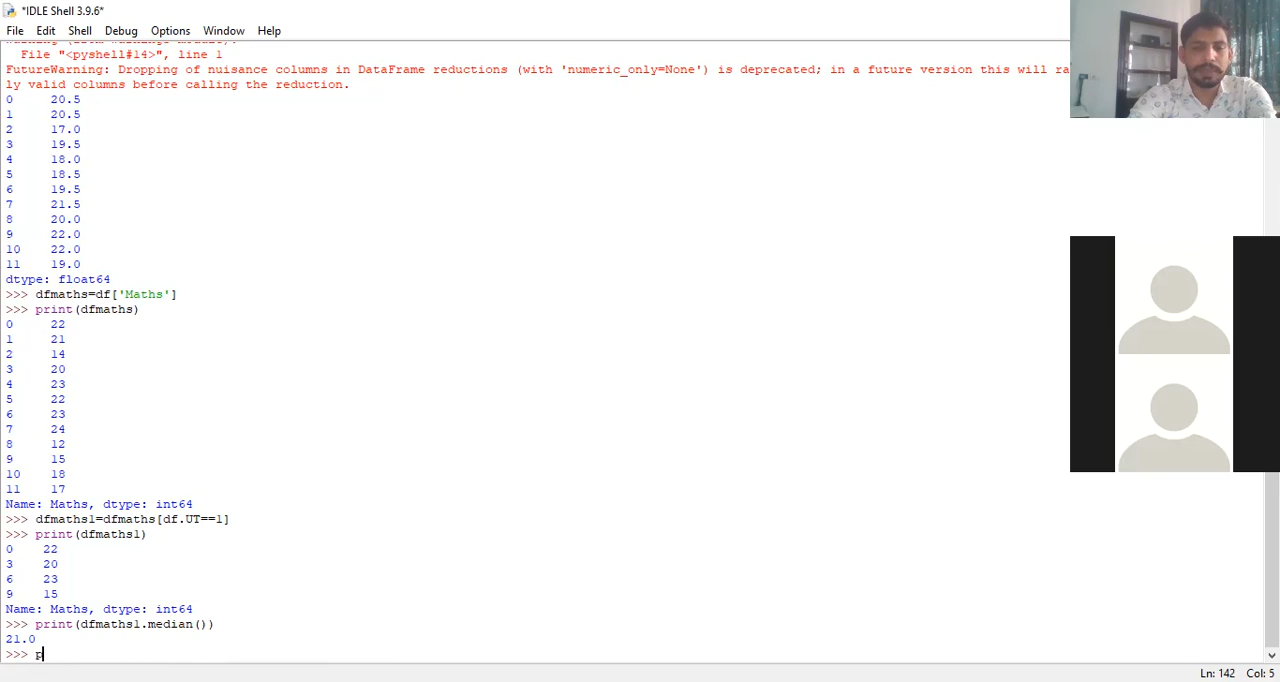 *IDLE Shell 3.9.6*
File Edit Shell Debug Options Window Help
File "<pyshell#14>", line 1
FutureWarning: Dropping of nuisance columns in DataFrame reductions (with 'numeric_only=None') is deprecated; in a future version this will ra
ly valid columns before calling the reduction.
0 20.5
1 20.5
2 17.0
3 19.5
4 18.0
5 18.5
6 19.5
7 21.5
8 20.0
9 22.0
10 22.0
11 19.0
dtype: float64
>>> dfmaths=df['Maths']
>>> print(dfmaths)
0 22
1 21
2 14
3 20
4 23
5 22
6 23
7 24
8 12
9 15
10 18
11 17
Name: Maths, dtype: int64
>>> dfmaths1=dfmaths[df.UT==1]
>>> print(dfmaths1)
0 22
3 20
6 23
9 15
Name: Maths, dtype: int64
>>> print(dfmaths1.median())
21.0
>>> p
Ln: 142 Col: 5